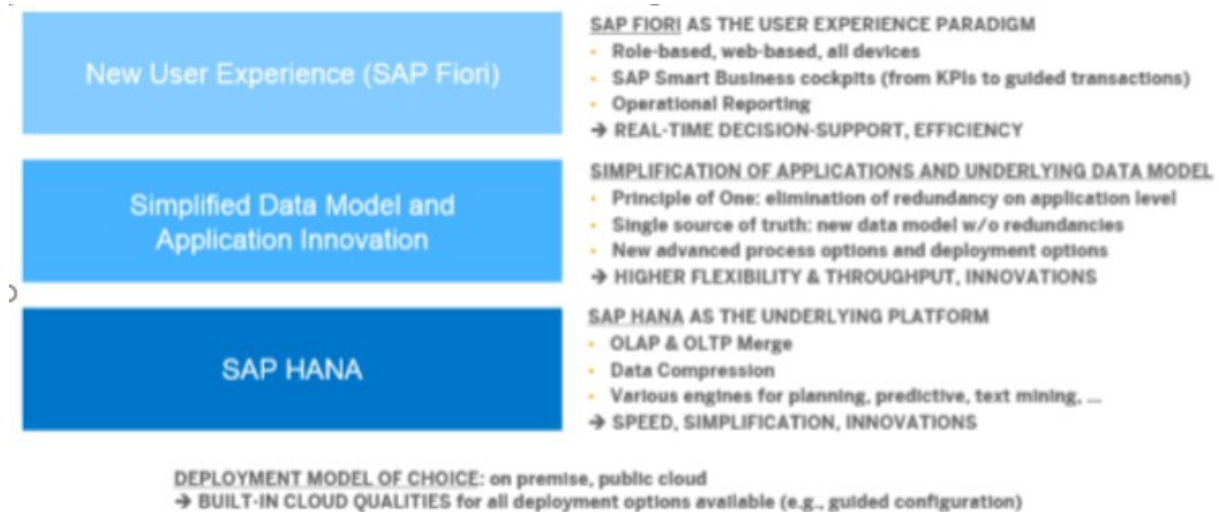 New User Experience (SAP Fiori)
SAP FIORI AS THE USER EXPERIENCE PARADIGM
• Role-based, web-based, all devices
• SAP Smart Business cockpits (from KPIs to guided transactions)
• Operational Reporting
→ REAL-TIME DECISION-SUPPORT, EFFICIENCY
Simplified Data Model and
Application Innovation
SIMPLIFICATION OF APPLICATIONS AND UNDERLYING DATA MODEL
• Principle of One: elimination of redundancy on application level
• Single source of truth: new data model w/o redundancies
• New advanced process options and deployment options
→ HIGHER FLEXIBILITY & THROUGHPUT, INNOVATIONS
SAP HANA
SAP HANA AS THE UNDERLYING PLATFORM
• OLAP & OLTP Merge
• Data Compression
• Various engines for planning, predictive, text mining, ...
→ SPEED, SIMPLIFICATION, INNOVATIONS
DEPLOYMENT MODEL OF CHOICE: on premise, public cloud
→ BUILT-IN CLOUD QUALITIES for all deployment options available (e.g., guided configuration)